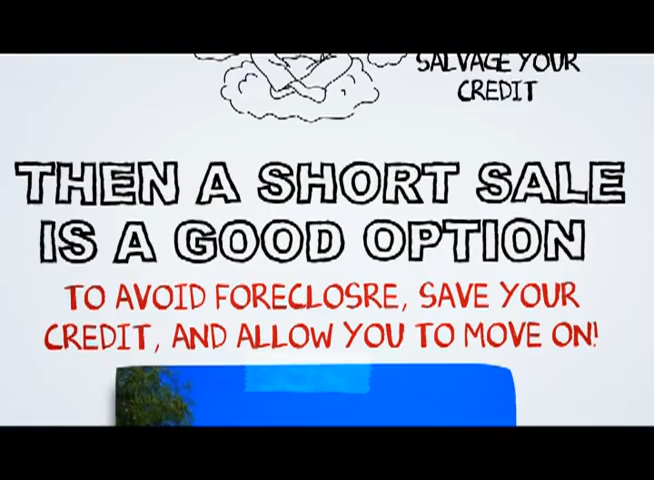 SALVAGE YOUR
CREDIT
THEN A SHORT SALE
IS A GOOD OPTION
TO AVOID FORECLOSRE, SAVE YOUR
CREDIT, AND ALLOW YOU TO MOVE ON!